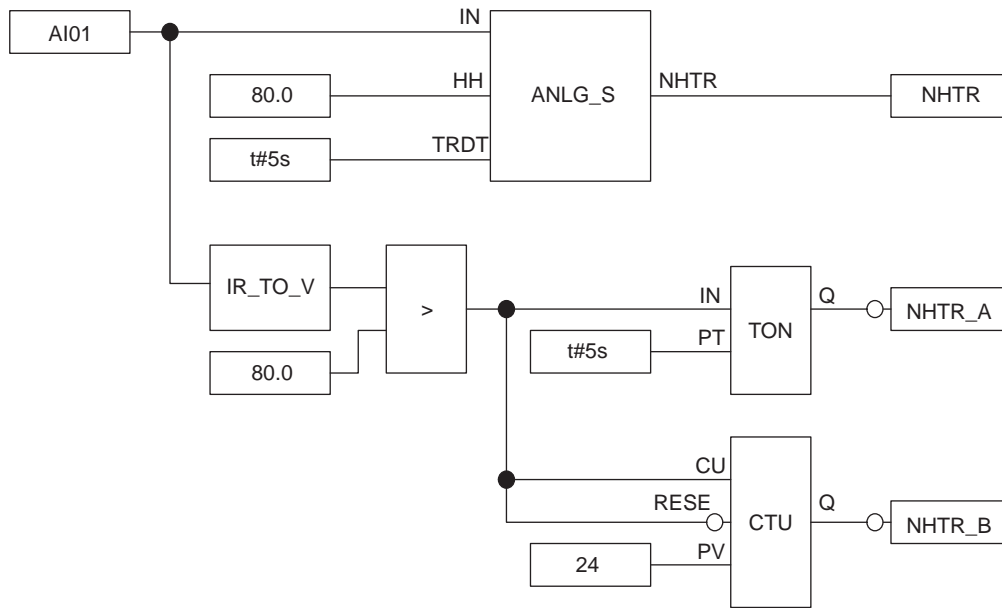 AI01
IN
80.0
HH
ANLG_S
NHTR
NHTR
t#5s
TRDT
IR_TO_V
>
80.0
IN
TON
Q
NHTR_A
t#5s
PT
CU
RESE
CTU
Q
NHTR_B
24
PV